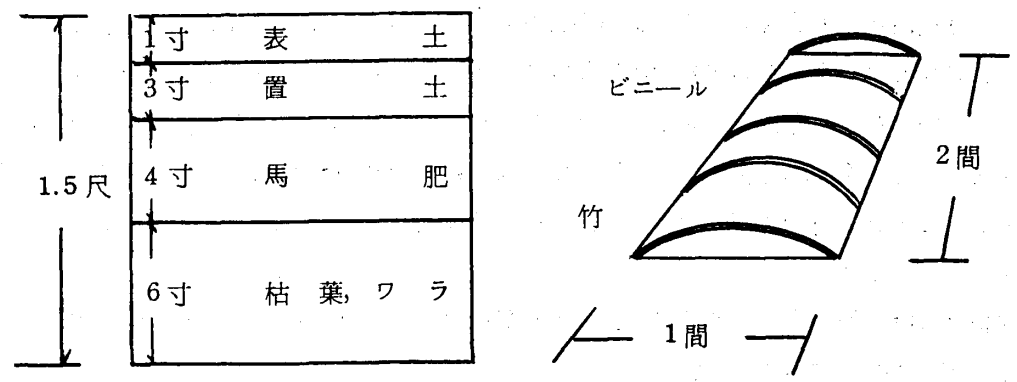 1寸 表 土
3寸 置 土
1.5尺
4寸 馬 肥
6寸 枯 葉, ワ ラ
ビニール
2間
竹
1間